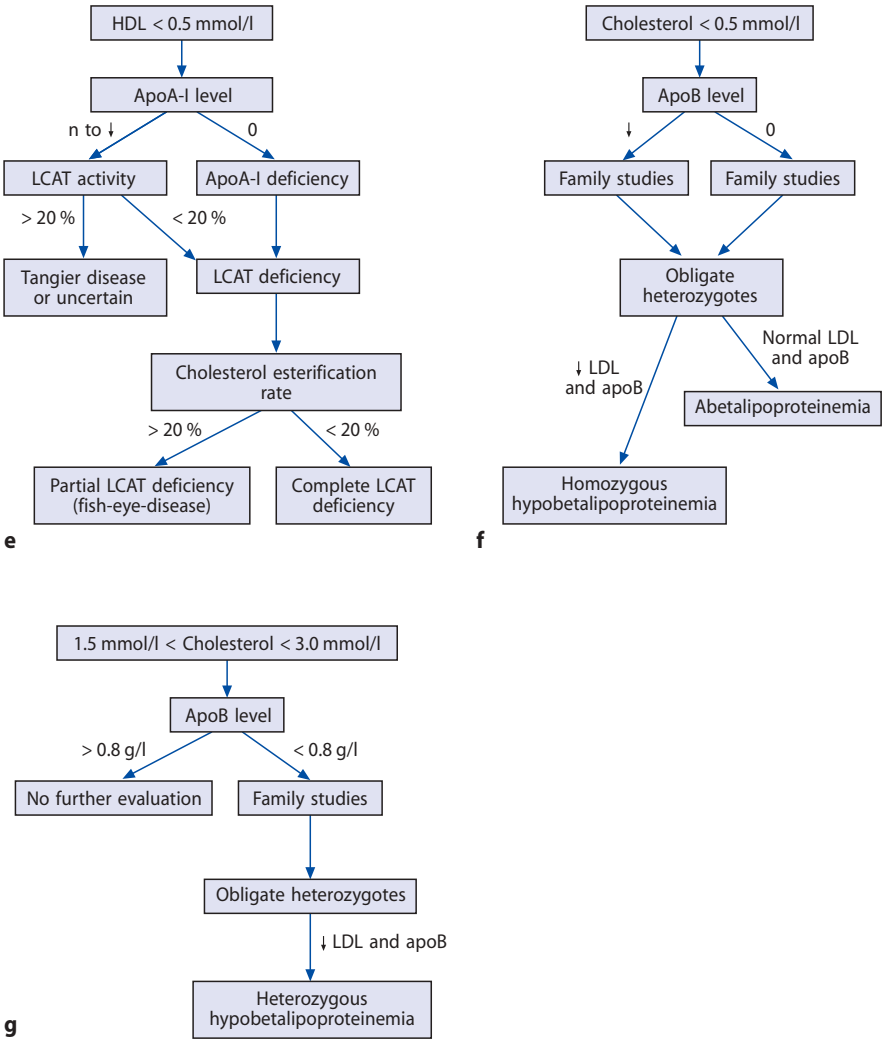 HDL < 0.5 mmol/l
ApoA-I level
n to ↓
0
LCAT activity
ApoA-I deficiency
> 20 %
< 20 %
Tangier disease
or uncertain
LCAT deficiency
Cholesterol esterification
rate
> 20 %
< 20 %
Partial LCAT deficiency
(fish-eye-disease)
Complete LCAT
deficiency
e
Cholesterol < 0.5 mmol/l
ApoB level
↓
0
Family studies
Family studies
Obligate
heterozygotes
↓ LDL
and apoB
Normal LDL
and apoB
Abetalipoproteinemia
Homozygous
hypobetalipoproteinemia
f
1.5 mmol/l < Cholesterol < 3.0 mmol/l
ApoB level
> 0.8 g/l
< 0.8 g/l
No further evaluation
Family studies
Obligate heterozygotes
↓ LDL and apoB
Heterozygous
hypobetalipoproteinemia
g